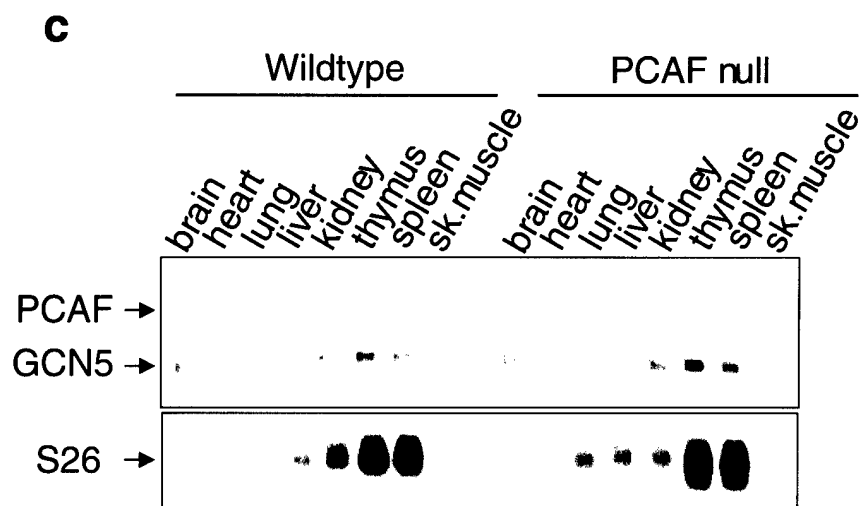 c
Wildtype PCAF null
brain heart lung liver kidney thymus spleen sk.muscle brain heart lung liver kidney thymus spleen sk.muscle
PCAF
GCN5
S26